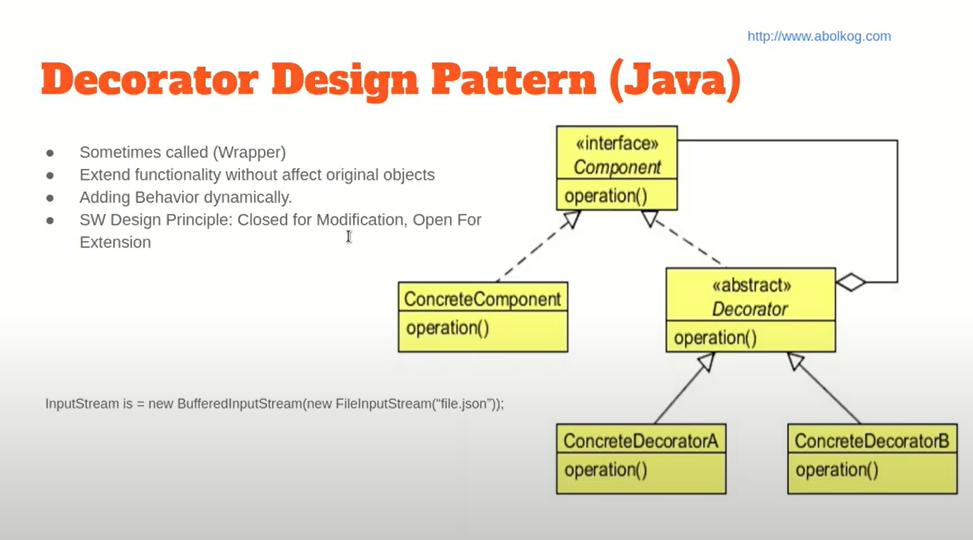 http://www.abolkog.com
Decorator Design Pattern (Java)
● Sometimes called (Wrapper)
● Extend functionality without affect original objects
● Adding Behavior dynamically.
● SW Design Principle: Closed for Modification, Open For
Extension
InputStream is = new BufferedInputStream(new FileInputStream(“file.json”));
«interface»
Component
operation()
ConcreteComponent
operation()
«abstract»
Decorator
operation()
ConcreteDecoratorA
operation()
ConcreteDecoratorB
operation()